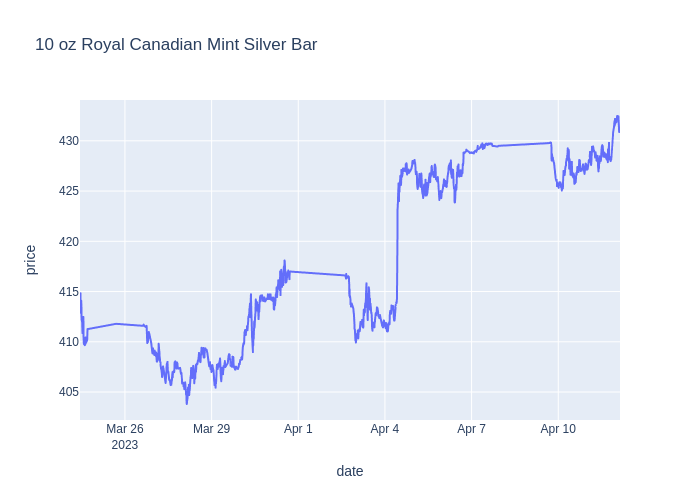 10 oz Royal Canadian Mint Silver Bar
430
425
420
415
410
405
price
Mar 26
2023
Mar 29
Apr 1
Apr 4
Apr 7
Apr 10
date